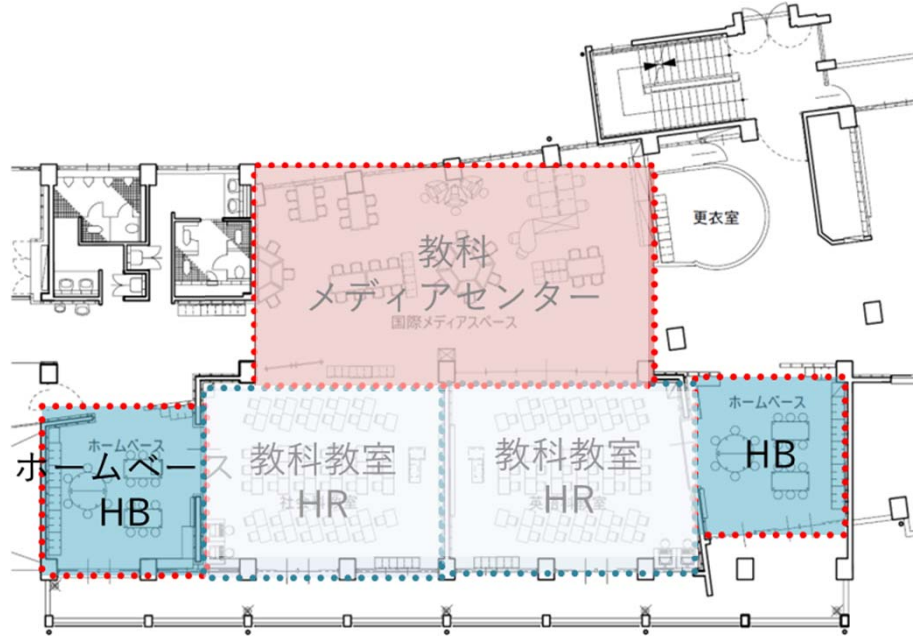 更衣室
教科
メディアセンター
国際メディアスペース
ホームベース
ホームベース
HB
教科教室
HR
教科教室
HR
ホームベース
HB